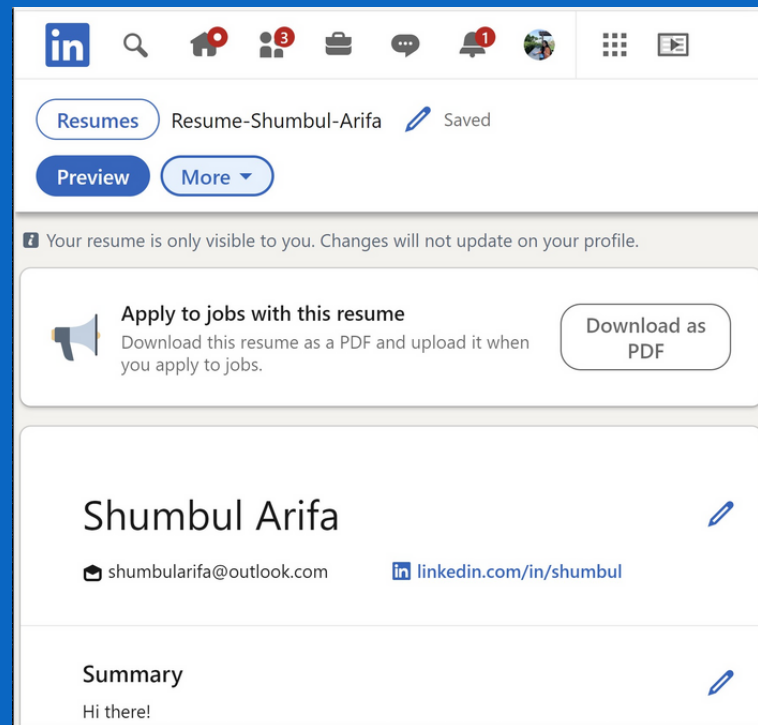 in
3
1
Resumes Resume-Shumbul-Arifa Saved
Preview More
Your resume is only visible to you. Changes will not update on your profile.
Apply to jobs with this resume
Download this resume as a PDF and upload it when
you apply to jobs.
Download as
PDF
Shumbul Arifa
shumbularifa@outlook.com in linkedin.com/in/shumbul
Summary
Hi there!